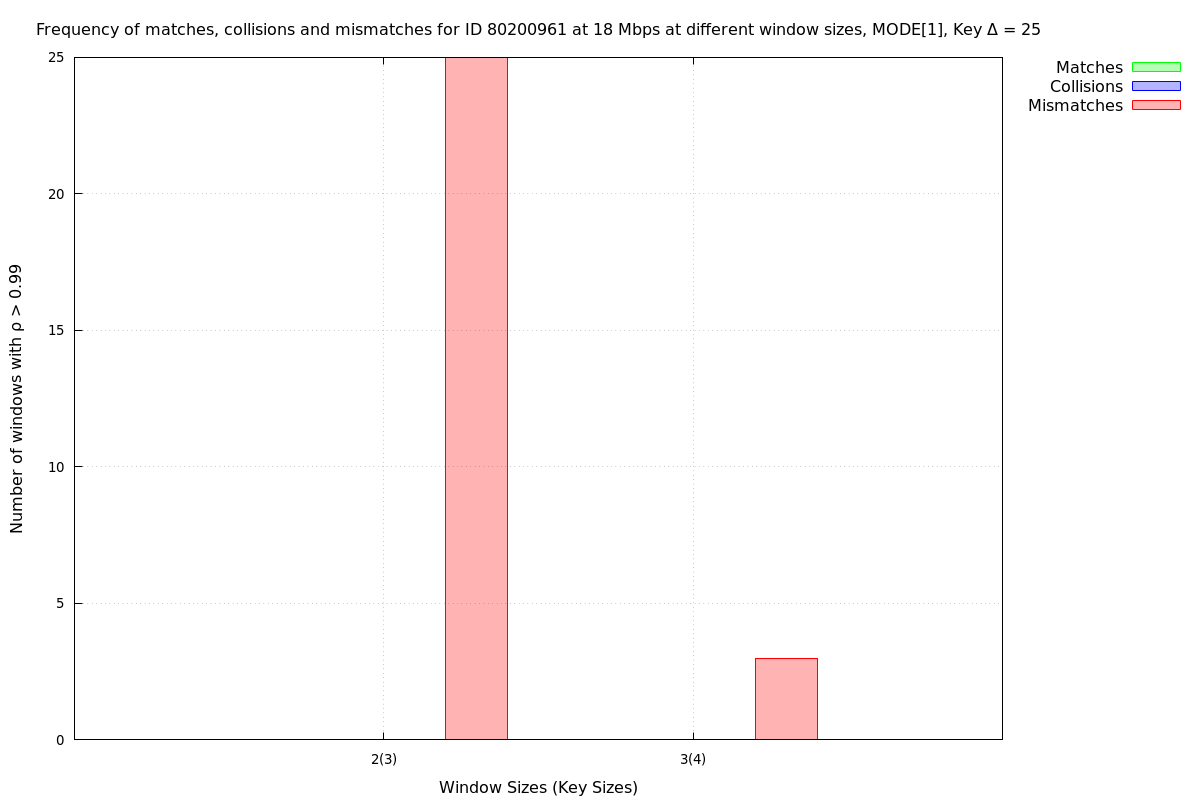 Frequency of matches, collisions and mismatches for ID 80200961 at 18 Mbps at different window sizes, MODE[1], Key Δ = 25
Matches
Collisions
Mismatches
Number of windows with ρ > 0.99
25
20
15
10
5
0
2(3) 3(4)
Window Sizes (Key Sizes)